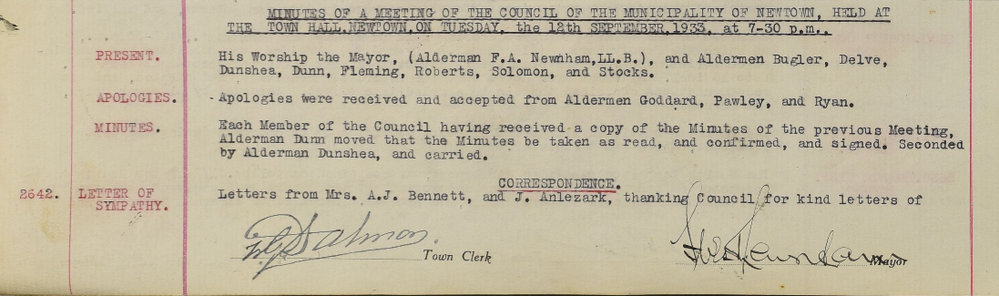 MINUTES OF A MEETING OF THE COUNCIL OF THE MUNICIPALITY OF NEWTOWN, HELD AT
THE TOWN HALL, NEWTOWN, ON TUESDAY, the 12th SEPTEMBER, 1933, at 7-30 p.m..
PRESENT. His Worship the Mayor, (Alderman F.A. Newnham,LL.B.), and Aldermen Bugler, Delve,
Dunshea, Dunn, Fleming, Roberts, Solomon, and Stocks.
APOLOGIES. Apologies were received and accepted from Aldermen Goddard, Pawley, and Ryan.
MINUTES. Each Member of the Council having received a copy of the Minutes of the previous Meeting,
Alderman Dunn moved that the Minutes be taken as read, and confirmed, and signed. Seconded
by Alderman Dunshea, and carried.
CORRESPONDENCE.
2642. LETTER OF Letters from Mrs. A.J. Bennett, and J. Anlezark, thanking Council for kind letters of
SYMPATHY.
Town Clerk
Mayor